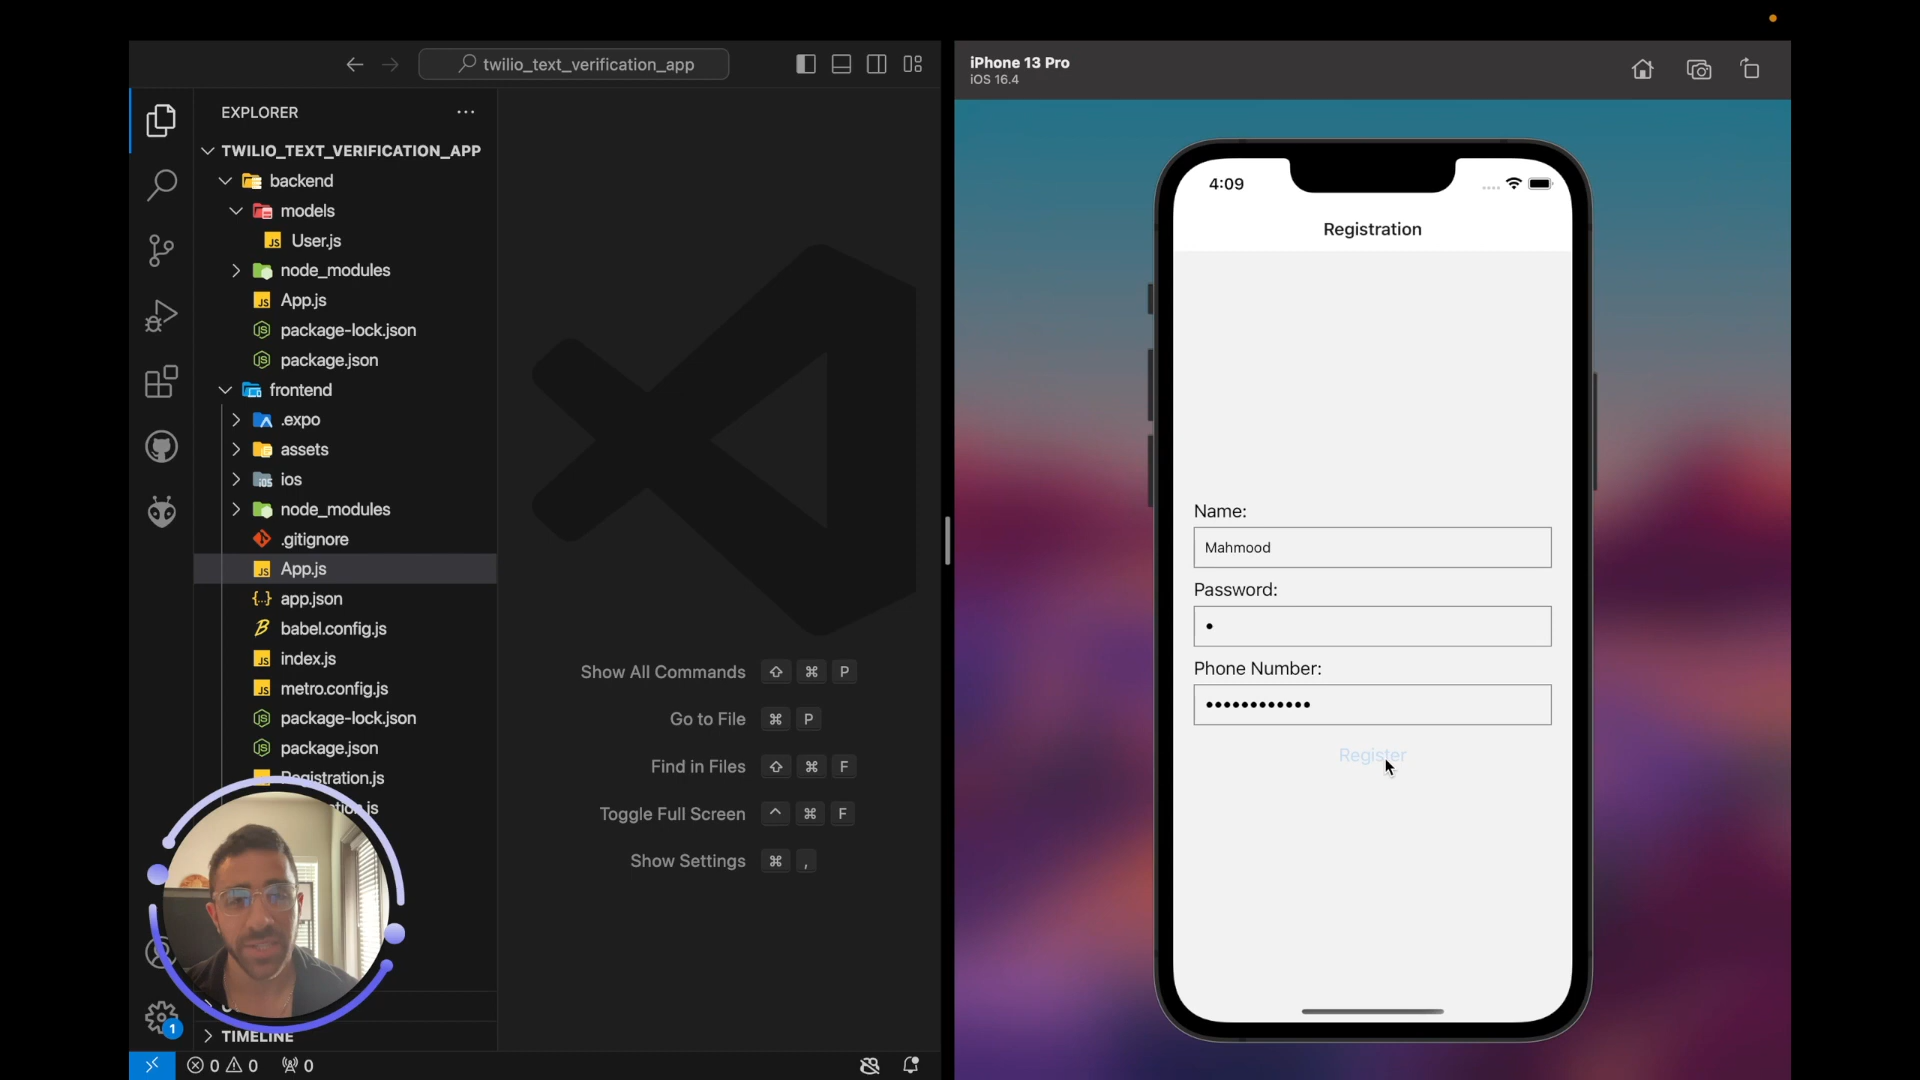 twilio_text_verification_app
EXPLORER
TWILIO_TEXT_VERIFICATION_APP
backend
models
User.js
node_modules
App.js
package-lock.json
package.json
frontend
.expo
assets
ios
node_modules
.gitignore
App.js
app.json
babel.config.js
index.js
metro.config.js
package-lock.json
package.json
Registration.js
TIMELINE
1
0 0 0
Show All Commands ⇧ ⌘ P
Go to File ⌘ P
Find in Files ⇧ ⌘ F
Toggle Full Screen ^ ⌘ F
Show Settings ⌘ ,
iPhone 13 Pro
iOS 16.4
4:09
Registration
Name:
Mahmood
Password:
•
Phone Number:
••••••••••••
Register